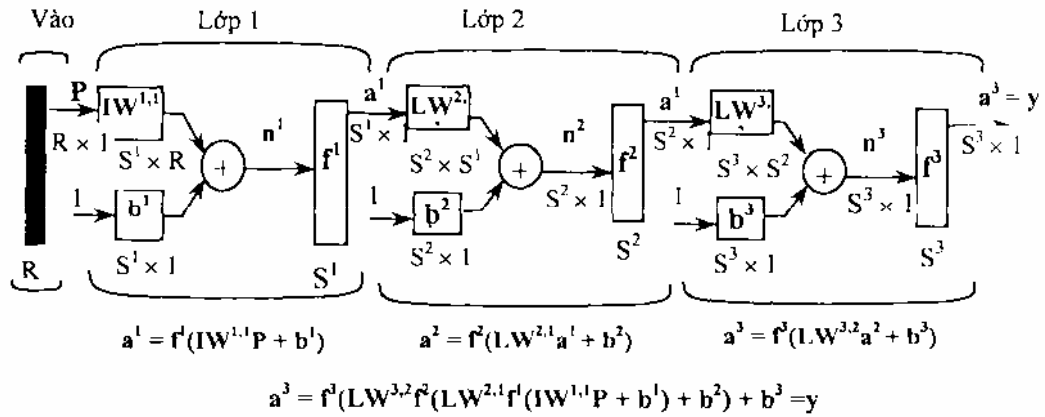 Vào Lớp 1 Lớp 2 Lớp 3
P IW¹,¹ a¹ LW², a¹ LW³, a³ = y
R × 1 n¹ S¹ × S² × 1 S³ × 1
S¹ × R + f¹ S² × S¹ + n² f² S³ × S² + n³ f³
1 b¹ 1 b² S² × 1 1 b³ S³ × 1
R S¹ × 1 S¹ S² × 1 S² S³ × 1 S³
a¹ = f¹(IW¹,¹P + b¹) a² = f²(LW²,¹a¹ + b²) a³ = f³(LW³,²a² + b³)
a³ = f³(LW³,²f²(LW²,¹f¹(IW¹,¹P + b¹) + b²) + b³ =y